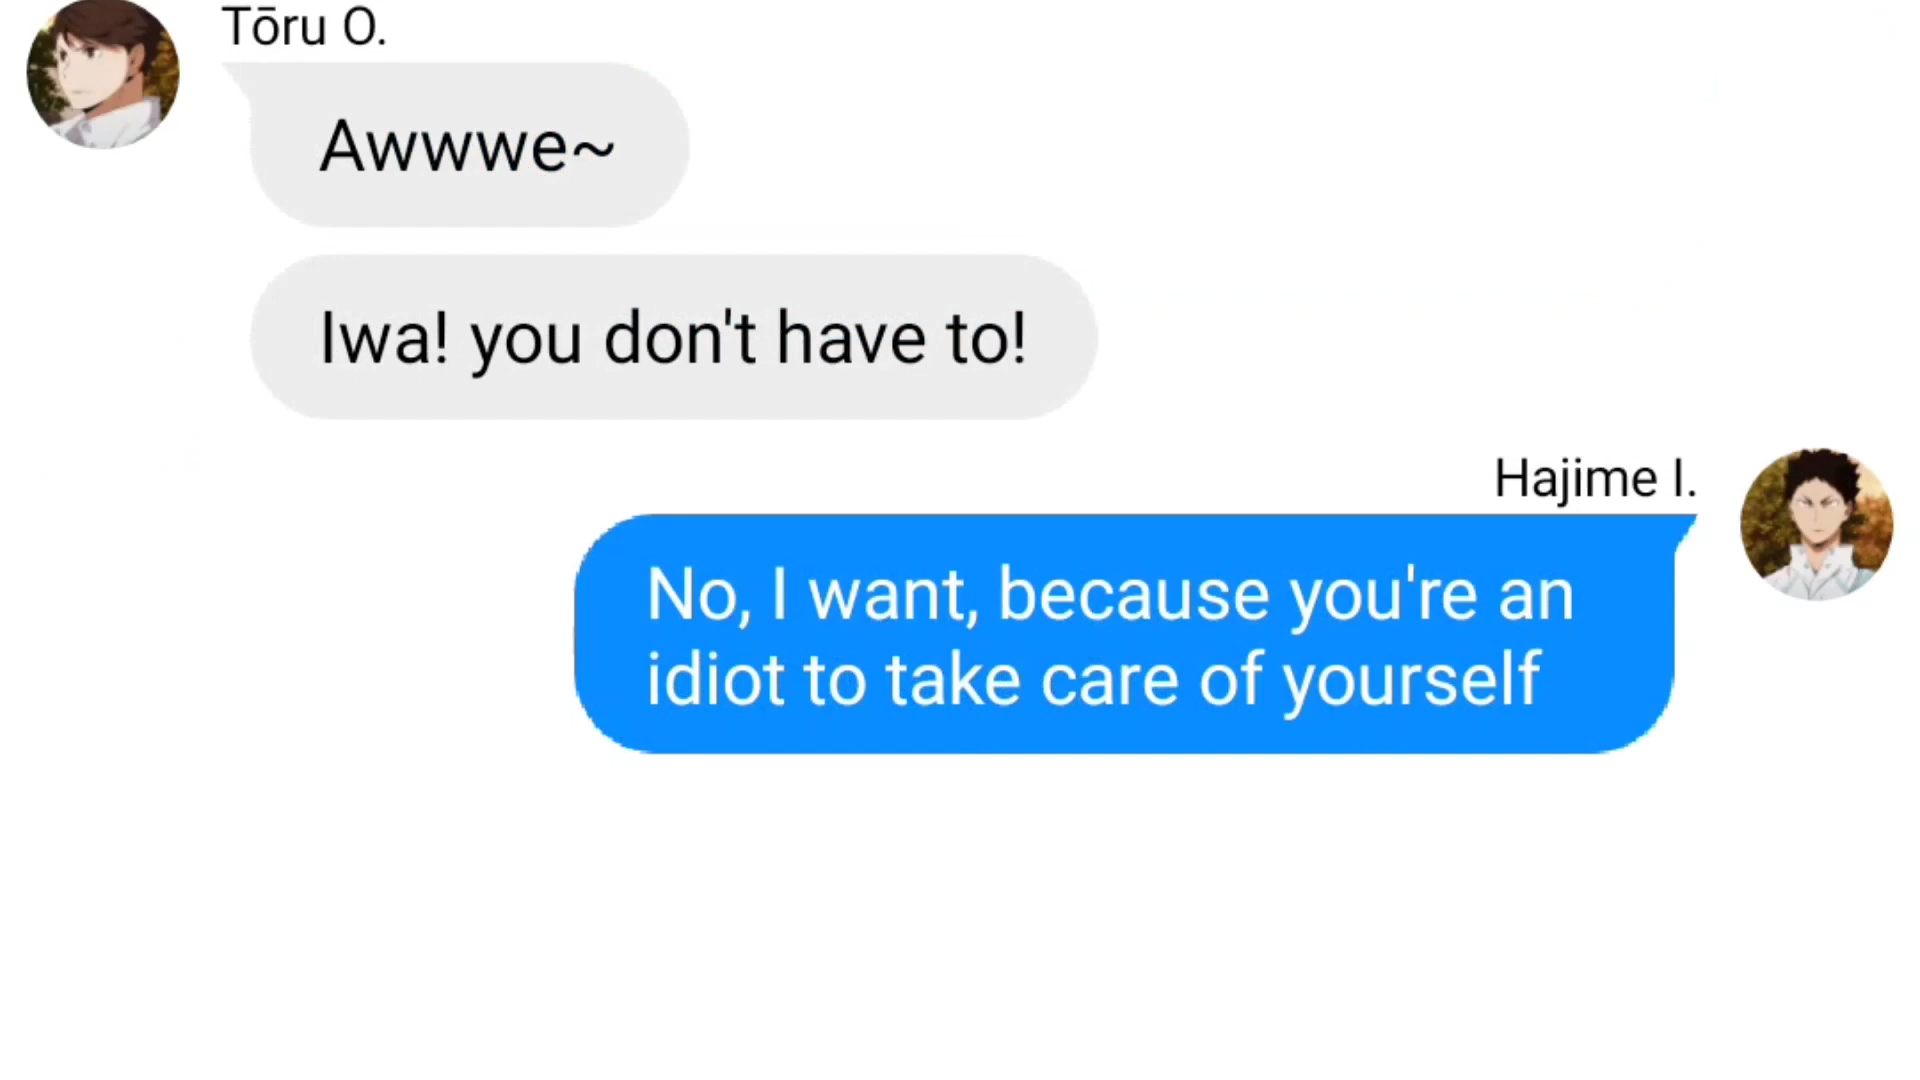 Tōru O.
Awwwe~
Iwa! you don't have to!
Hajime I.
No, I want, because you're an
idiot to take care of yourself